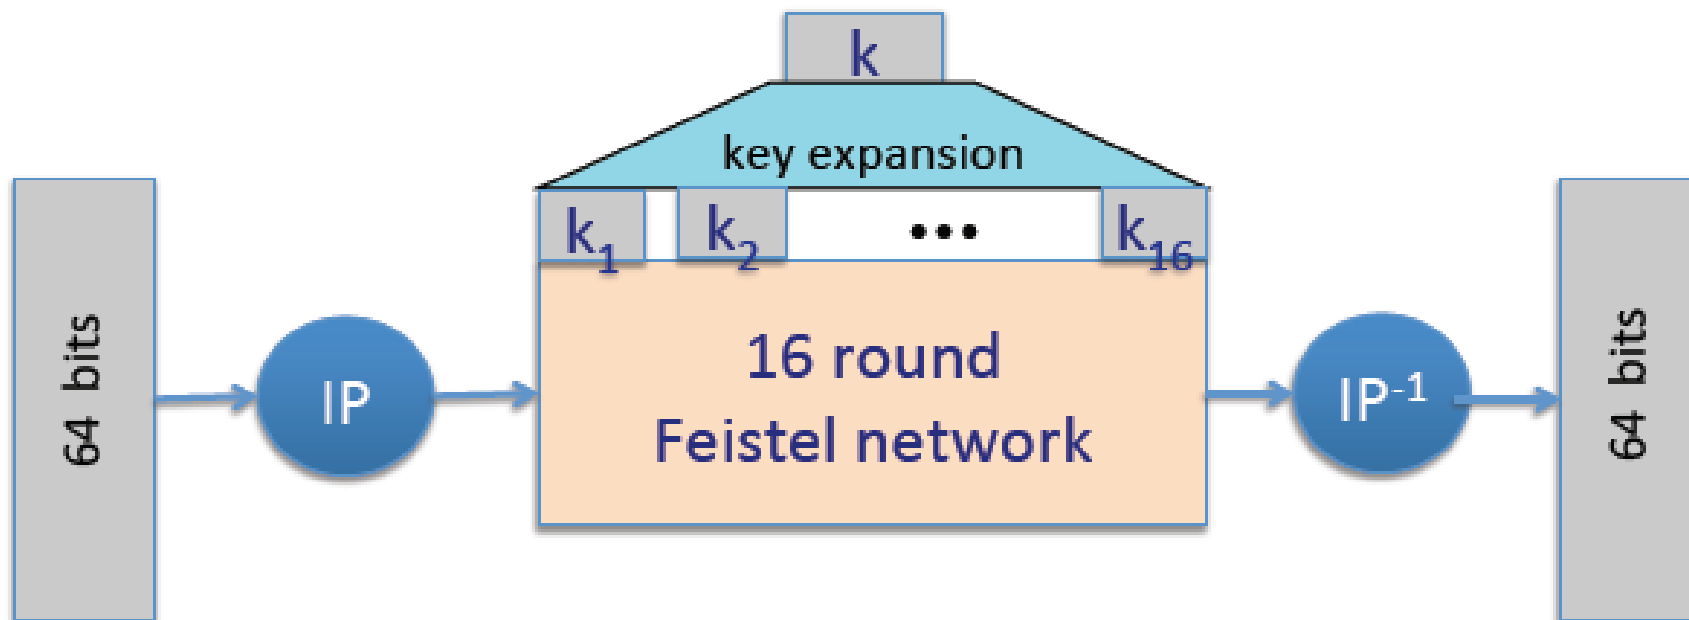 k
key expansion
k₁ k₂ ••• k₁₆
64 bits
IP
16 round
Feistel network
IP⁻¹
64 bits